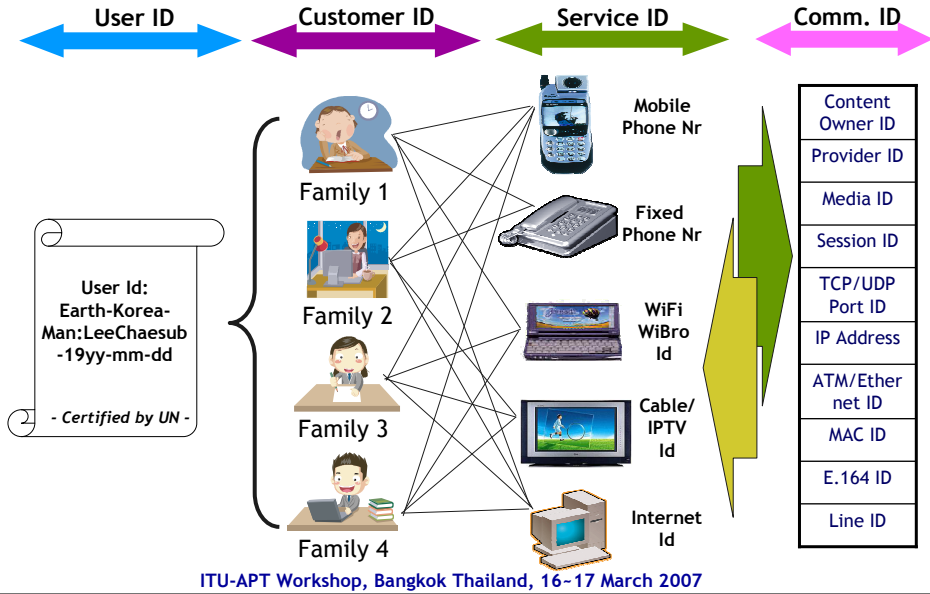 User ID
Customer ID
Service ID
Comm. ID
User Id:
Earth-Korea-
Man:LeeChaesub
-19yy-mm-dd
- Certified by UN -
Family 1
Family 2
Family 3
Family 4
Mobile
Phone Nr
Fixed
Phone Nr
WiFi
WiBro
Id
Cable/
IPTV
Id
Internet
Id
Content
Owner ID
Provider ID
Media ID
Session ID
TCP/UDP
Port ID
IP Address
ATM/Ether
net ID
MAC ID
E.164 ID
Line ID
ITU-APT Workshop, Bangkok Thailand, 16~17 March 2007